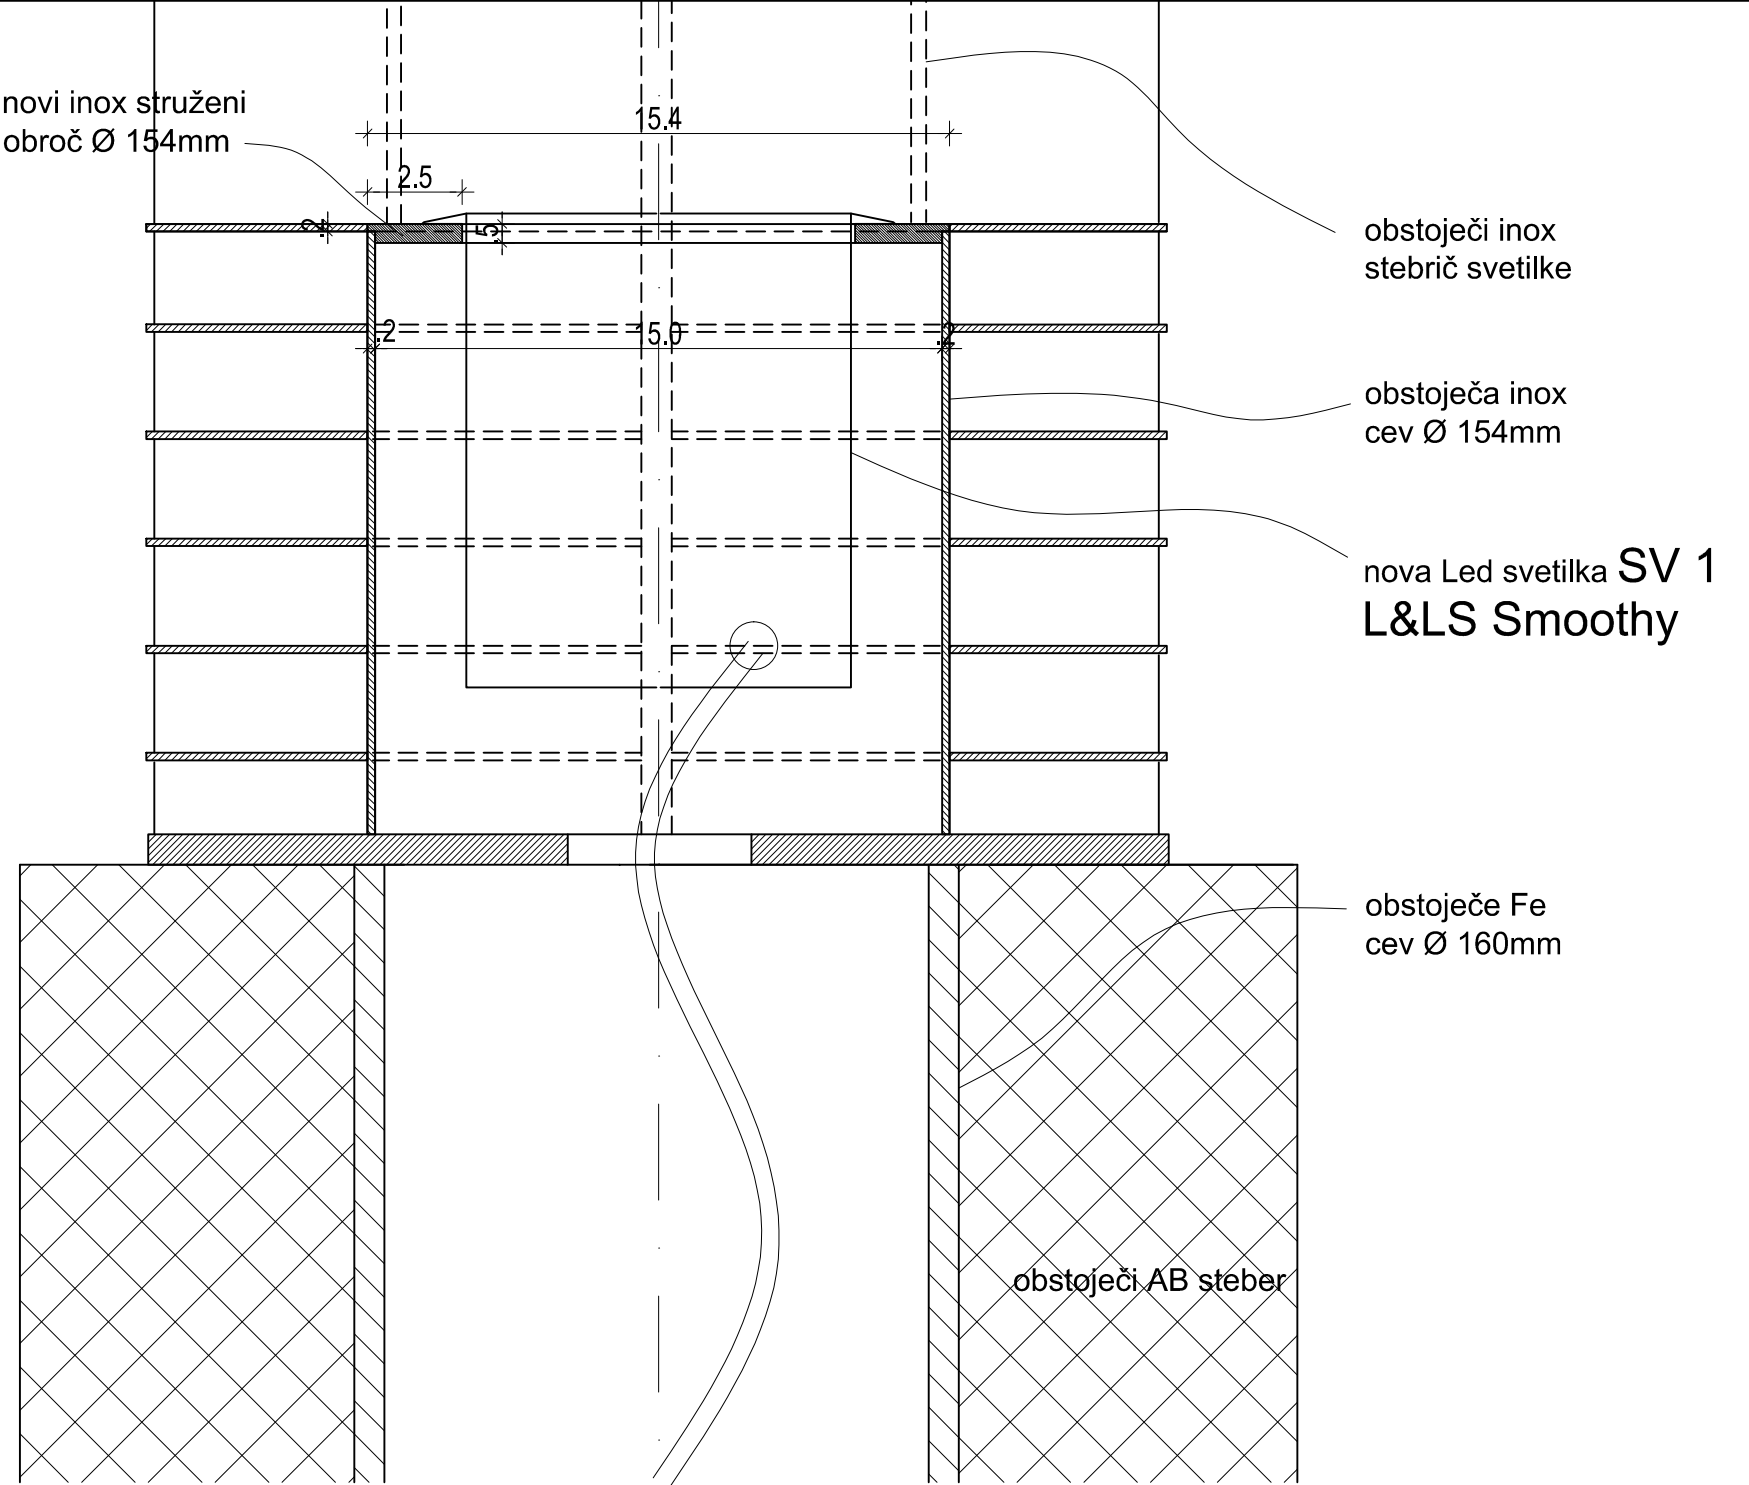 novi inox struženi
obroč Ø 154mm
15.4
2.5
.2
.5
obstoječi inox
stebrič svetilke
.2
15.0
.2
obstoječa inox
cev Ø 154mm
nova Led svetilka SV 1
L&LS Smoothy
obstoječe Fe
cev Ø 160mm
obstoječi AB steber